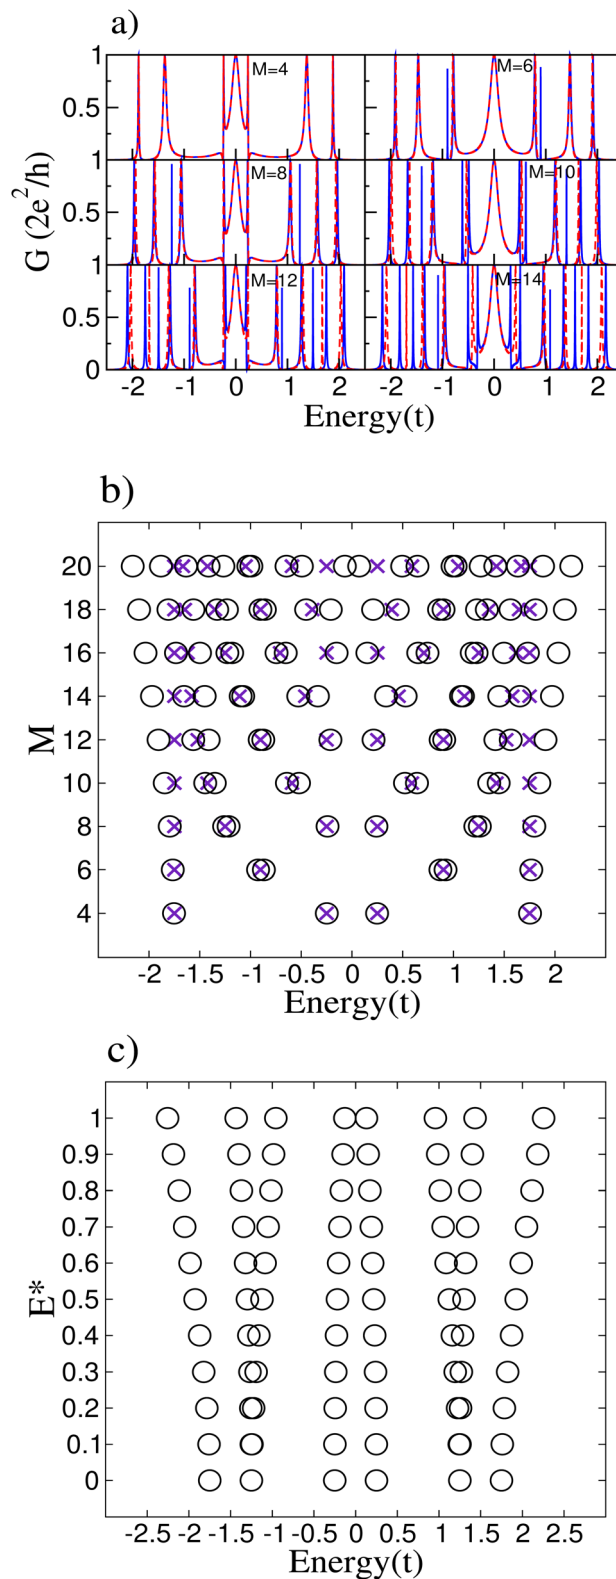 a)
G (2e²/h)
1
0.5
1
0.5
1
0.5
0
M=4
M=6
M=8
M=10
M=12
M=14
-2 -1 0 1 2 -2 -1 0 1 2
Energy(t)
b)
M
20
18
16
14
12
10
8
6
4
-2 -1.5 -1 -0.5 0 0.5 1 1.5 2
Energy(t)
c)
E*
1
0.9
0.8
0.7
0.6
0.5
0.4
0.3
0.2
0.1
0
-2.5 -2 -1.5 -1 -0.5 0 0.5 1 1.5 2 2.5
Energy(t)